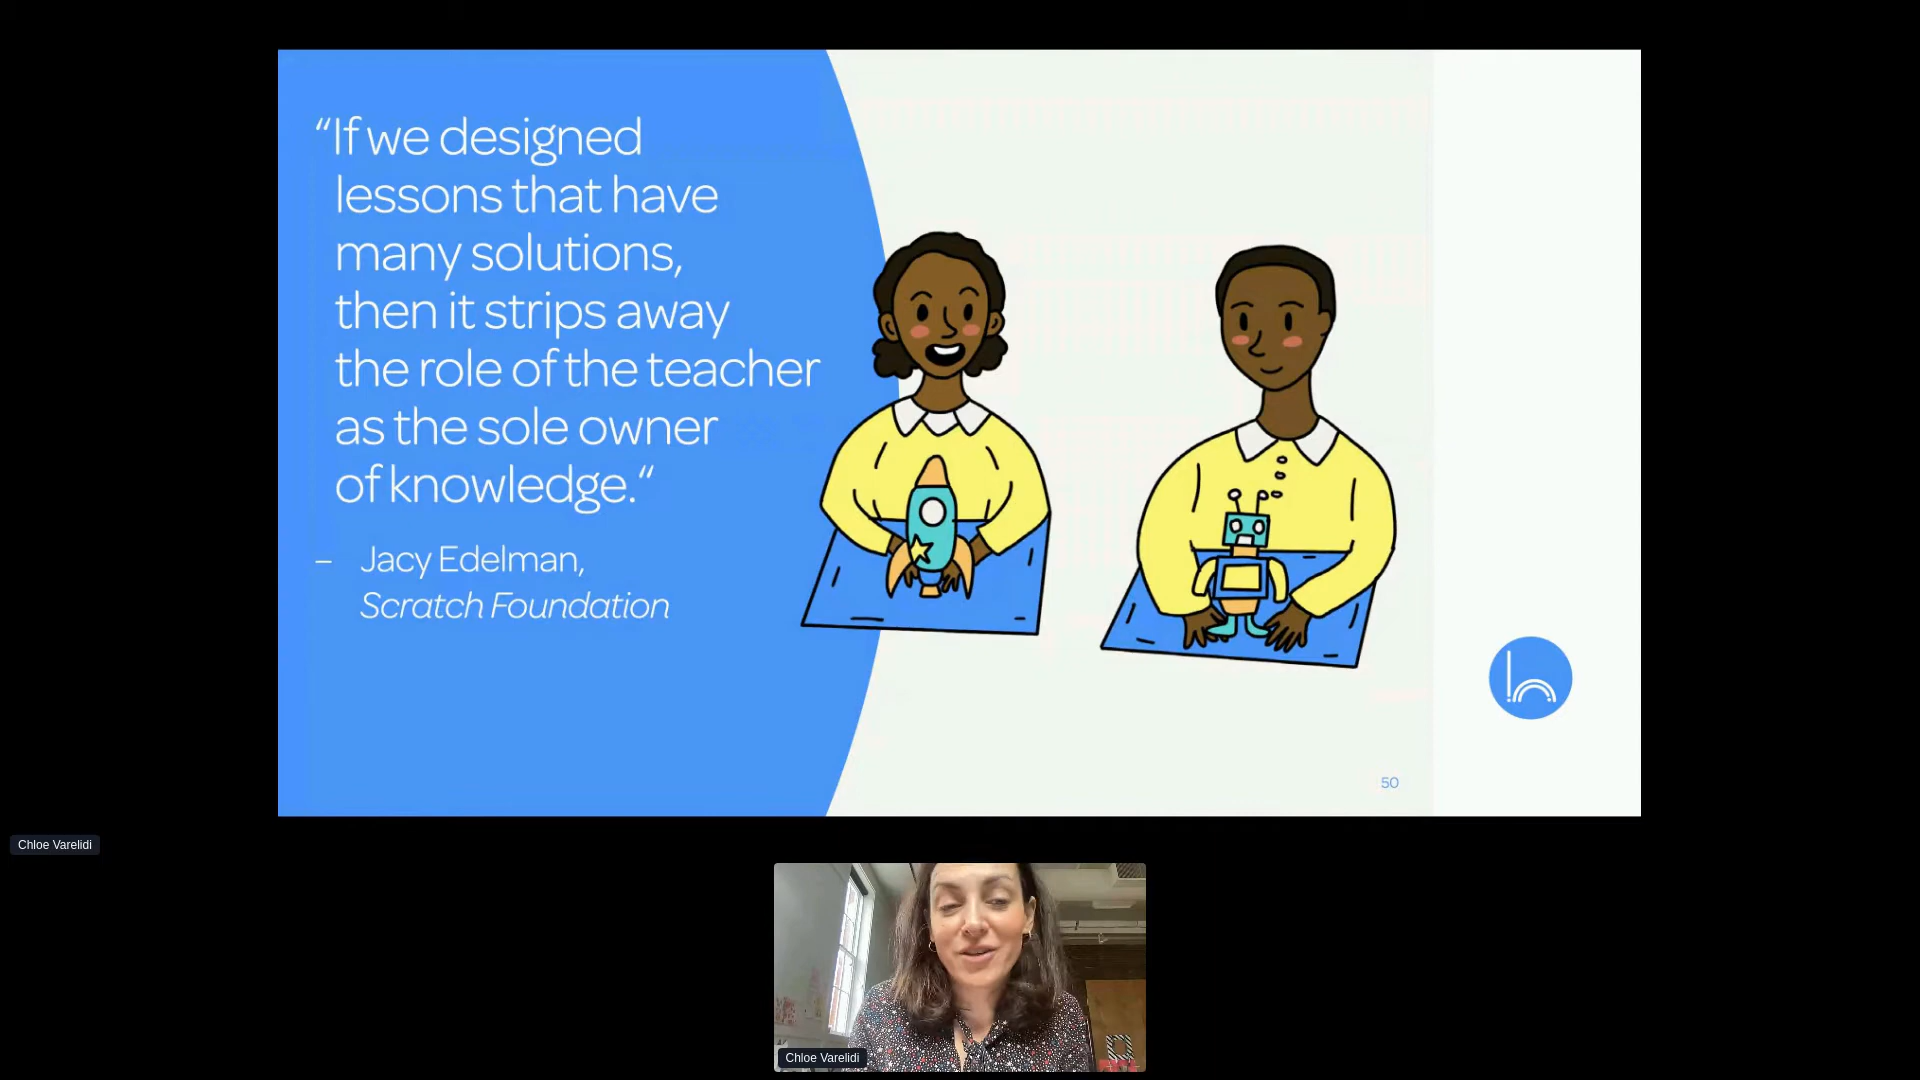 “If we designed
lessons that have
many solutions,
then it strips away
the role of the teacher
as the sole owner
of knowledge.“
– Jacy Edelman,
Scratch Foundation
50
Chloe Varelidi
Chloe Varelidi